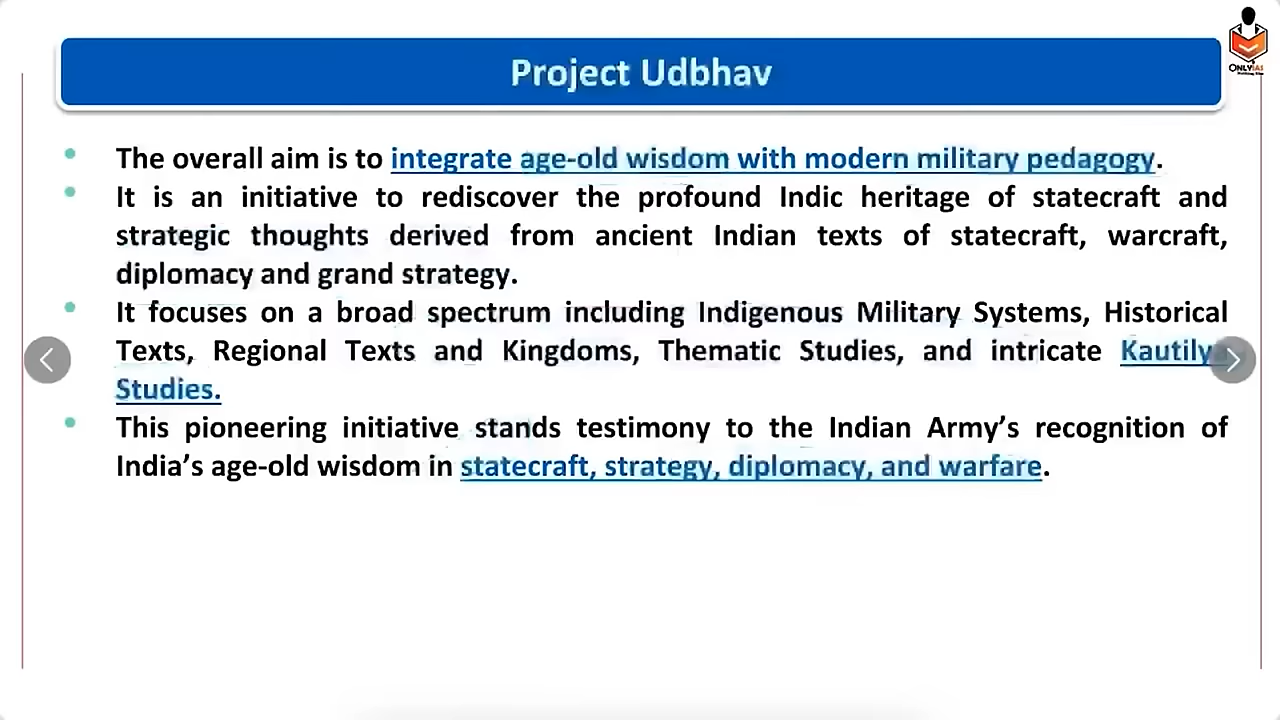 Project Udbhav
ONLYIAS
• The overall aim is to integrate age-old wisdom with modern military pedagogy.
• It is an initiative to rediscover the profound Indic heritage of statecraft and
strategic thoughts derived from ancient Indian texts of statecraft, warcraft,
diplomacy and grand strategy.
• It focuses on a broad spectrum including Indigenous Military Systems, Historical
Texts, Regional Texts and Kingdoms, Thematic Studies, and intricate Kautilya
Studies.
• This pioneering initiative stands testimony to the Indian Army’s recognition of
India’s age-old wisdom in statecraft, strategy, diplomacy, and warfare.